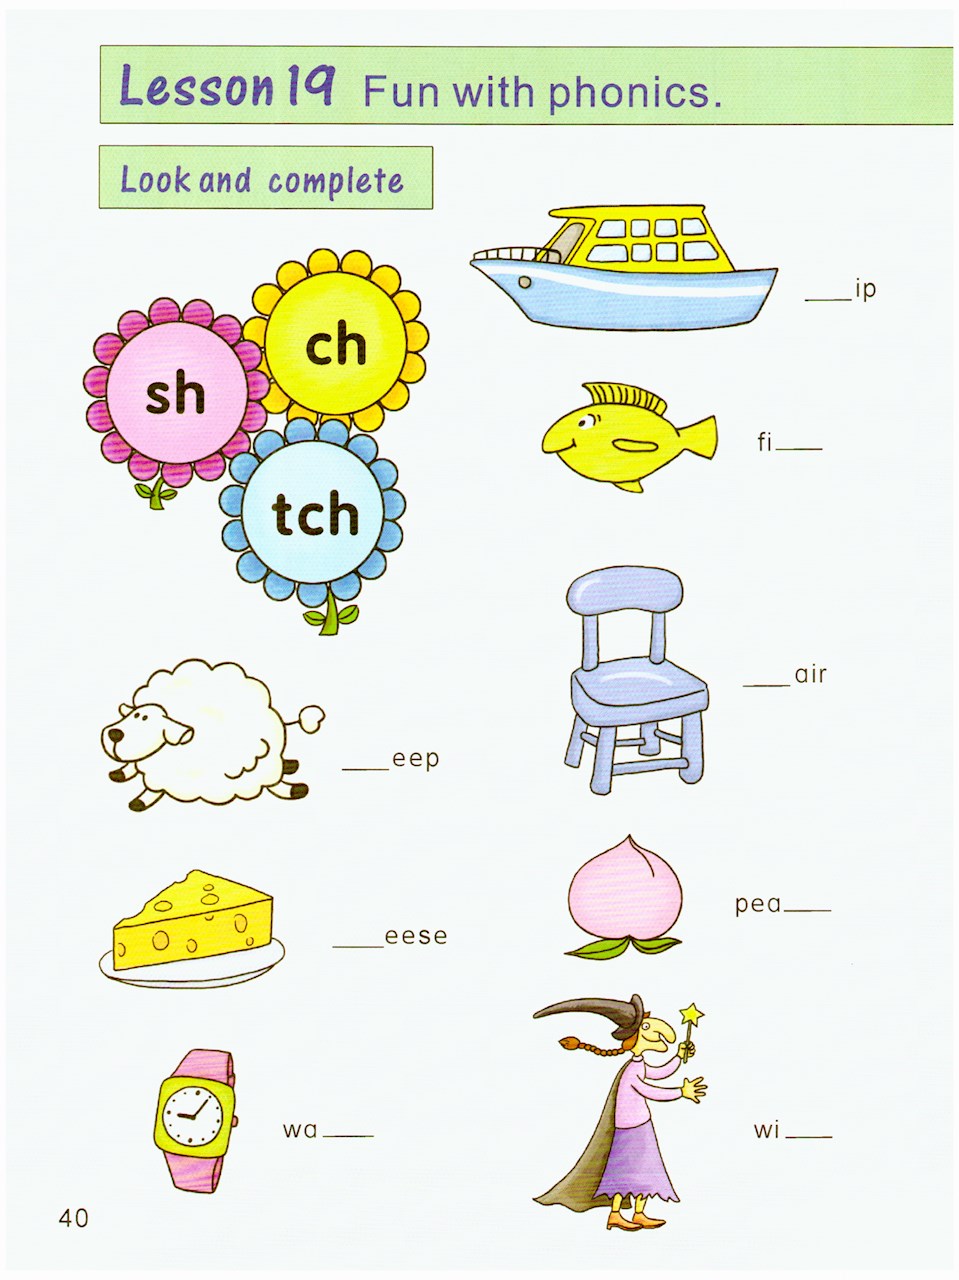 Lesson 19 Fun with phonics.
Look and complete
sh
ch
tch
___ip
fi___
___air
___eep
___eese
pea___
wa___
wi___
40